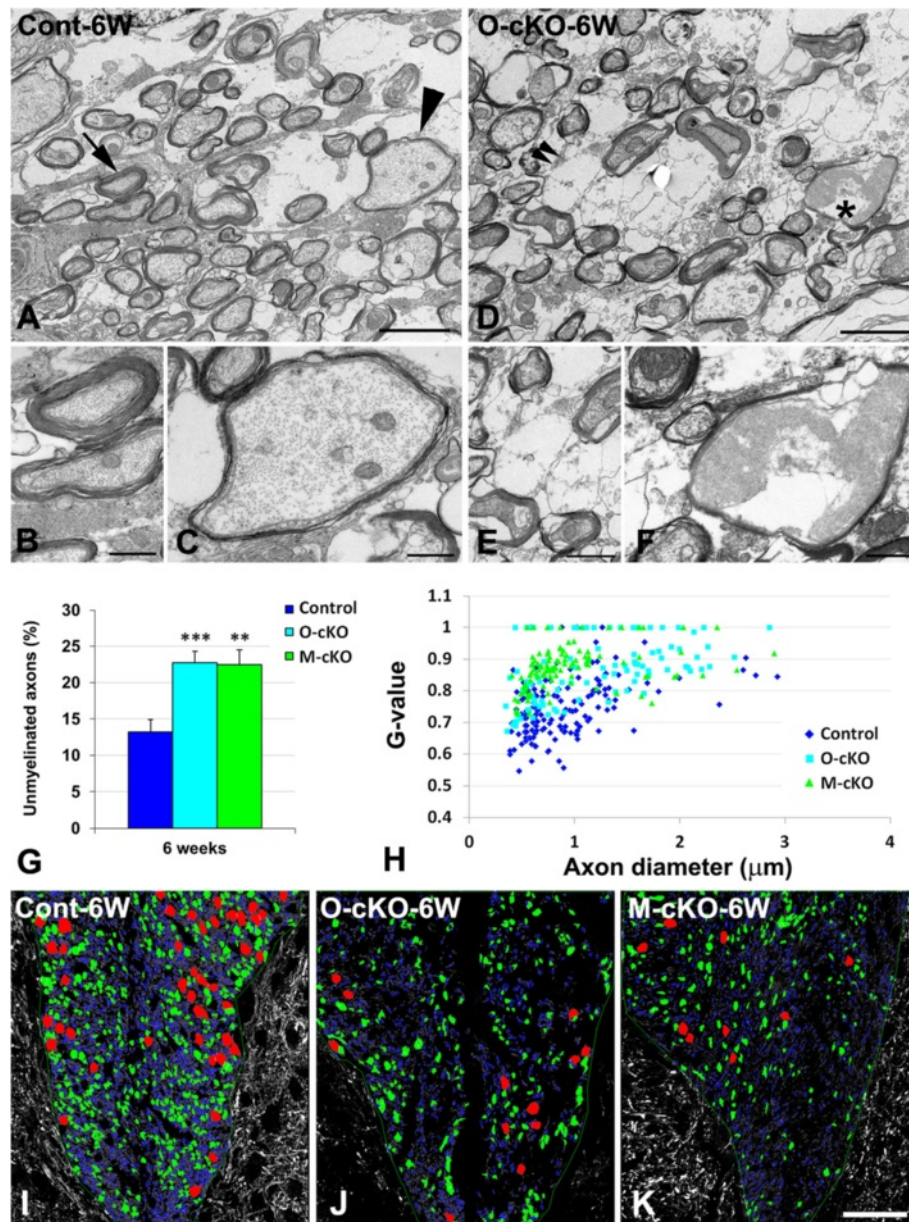 Cont-6W
O-cKO-6W
*
A
D
B
C
E
F
Unmyelinated axons (%)
30
25
20
15
10
5
0
***
**
6 weeks
Control
O-cKO
M-cKO
G
G-value
1.1
1
0.9
0.8
0.7
0.6
0.5
0.4
0
1
2
3
4
Axon diameter (μm)
Control
O-cKO
M-cKO
H
Cont-6W
O-cKO-6W
M-cKO-6W
I
J
K